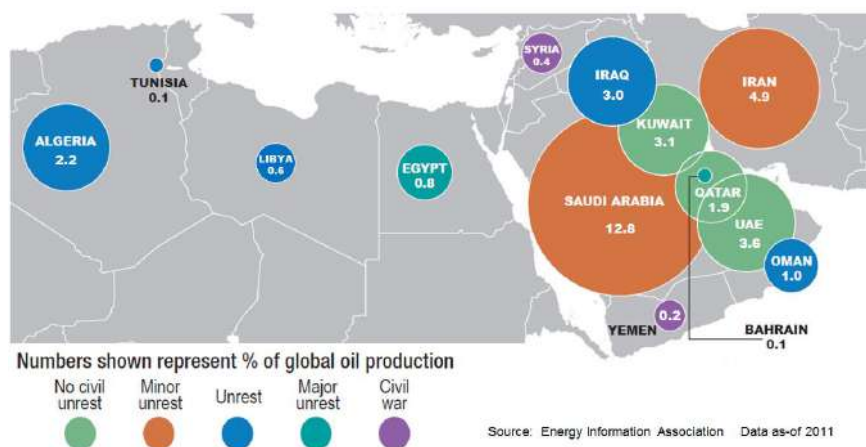 TUNISIA
0.1
ALGERIA
2.2
LIBYA
0.6
EGYPT
0.8
SYRIA
0.4
IRAQ
3.0
IRAN
4.9
KUWAIT
3.1
SAUDI ARABIA
12.8
QATAR
1.9
UAE
3.6
OMAN
1.0
YEMEN
0.2
BAHRAIN
0.1
Numbers shown represent % of global oil production
No civil
unrest
Minor
unrest
Unrest
Major
unrest
Civil
war
Source: Energy Information Association Data as-of 2011